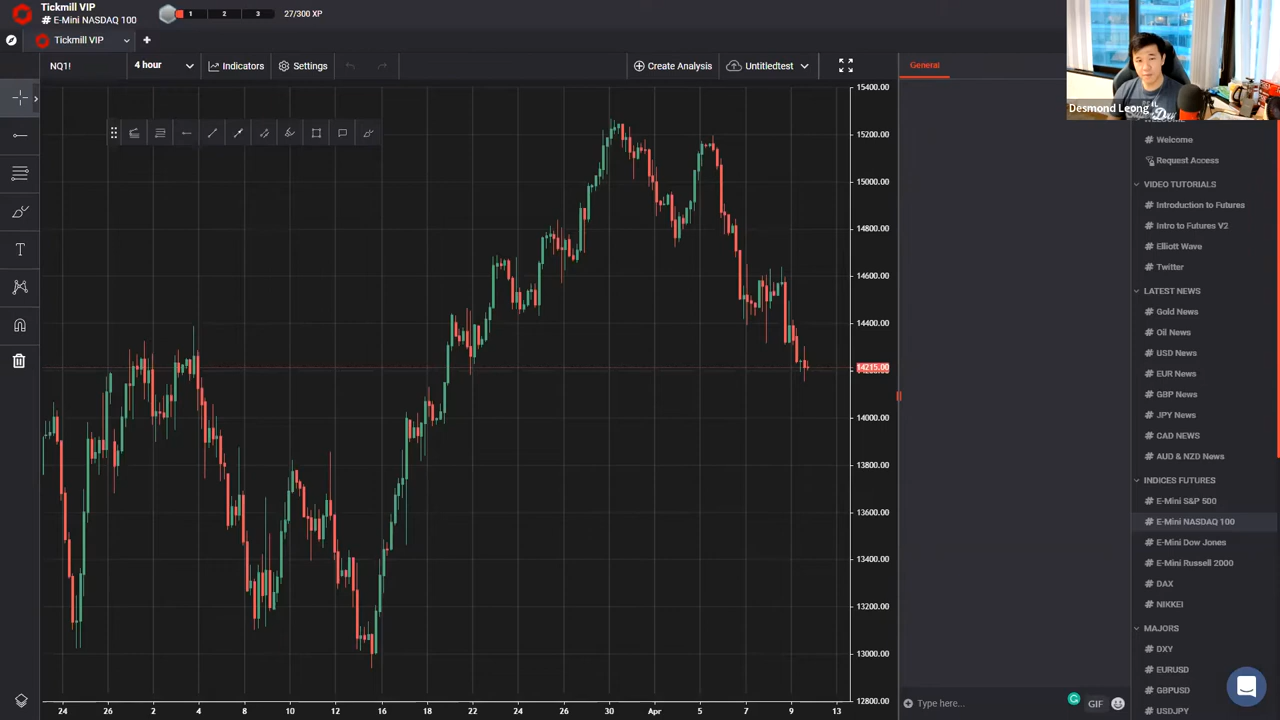 Tickmill VIP
# E-Mini NASDAQ 100
1 2 3 27/300 XP
Tickmill VIP
NQ1! 4 hour Indicators Settings Create Analysis Untitledtest
General
15400.00
15200.00
15000.00
14800.00
14600.00
14400.00
14215.00
14000.00
13800.00
13600.00
13400.00
13200.00
13000.00
12800.00
24 26 2 4 8 10 12 16 18 22 24 26 30 Apr 5 7 9 13
Type here...
GIF
Desmond Leong
# Welcome
Request Access
VIDEO TUTORIALS
# Introduction to Futures
# Intro to Futures V2
# Elliott Wave
# Twitter
LATEST NEWS
# Gold News
# Oil News
# USD News
# EUR News
# GBP News
# JPY News
# CAD NEWS
# AUD & NZD News
INDICES FUTURES
# E-Mini S&P 500
# E-Mini NASDAQ 100
# E-Mini Dow Jones
# E-Mini Russell 2000
# DAX
# NIKKEI
MAJORS
# DXY
# EURUSD
# GBPUSD
# USDJPY